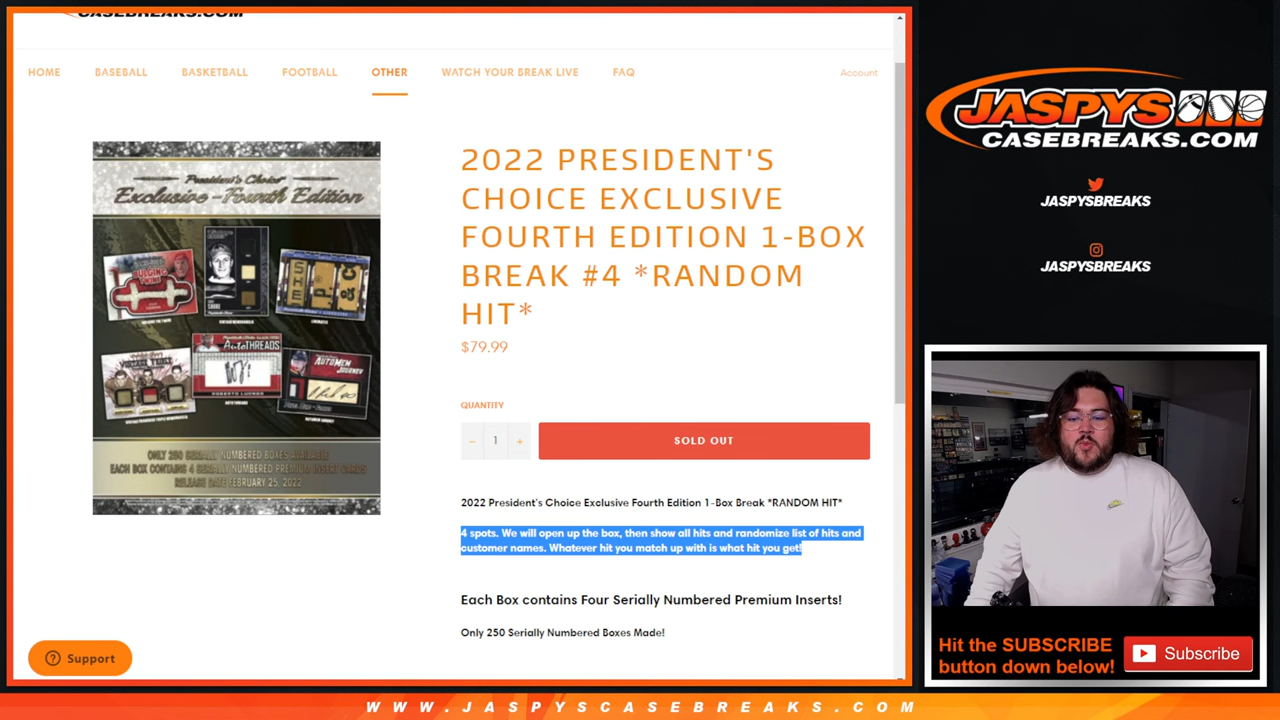 CASEBREAKS.COM
HOME BASEBALL BASKETBALL FOOTBALL OTHER WATCH YOUR BREAK LIVE FAQ Account
President's Choice
Exclusive-Fourth Edition
AUTOTHREADS
ROBERTO LUONGO
AUTOMEM
ONLY 250 SERIALLY NUMBERED BOXES AVAILABLE
EACH BOX CONTAINS 4 SERIALLY NUMBERED PREMIUM INSERT CARDS
RELEASE DATE FEBRUARY 25, 2022
2022 PRESIDENT'S
CHOICE EXCLUSIVE
FOURTH EDITION 1-BOX
BREAK #4 *RANDOM
HIT*
$79.99
QUANTITY
− 1 +
SOLD OUT
2022 President's Choice Exclusive Fourth Edition 1-Box Break *RANDOM HIT*
4 spots. We will open up the box, then show all hits and randomize list of hits and
customer names. Whatever hit you match up with is what hit you get!
Each Box contains Four Serially Numbered Premium Inserts!
Only 250 Serially Numbered Boxes Made!
Support
JASPYS
CASEBREAKS.COM
JASPYSBREAKS
JASPYSBREAKS
Hit the SUBSCRIBE
button down below!
Subscribe
WWW.JASPYSCASEBREAKS.COM